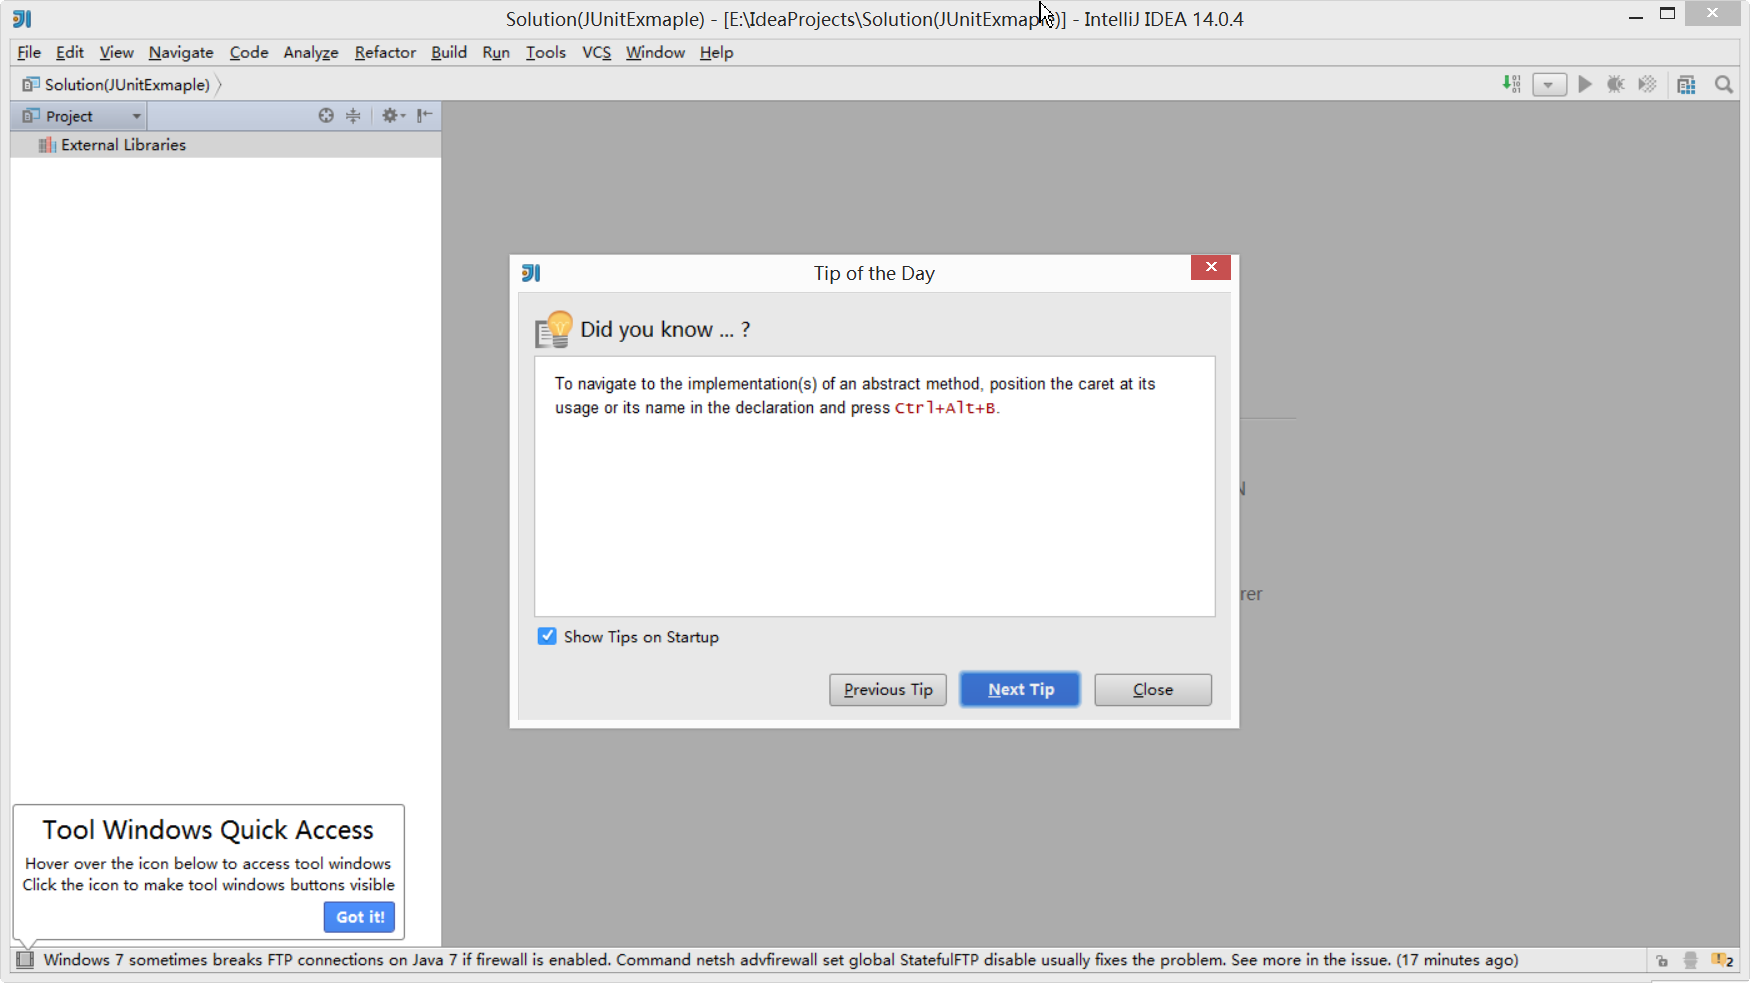 Solution(JUnitExmaple) - [E:\IdeaProjects\Solution(JUnitExmaple)] - IntelliJ IDEA 14.0.4
File Edit View Navigate Code Analyze Refactor Build Run Tools VCS Window Help
Solution(JUnitExmaple)
Project
External Libraries
Tip of the Day
Did you know ... ?
To navigate to the implementation(s) of an abstract method, position the caret at its
usage or its name in the declaration and press Ctrl+Alt+B.
rer
Show Tips on Startup
Previous Tip Next Tip Close
Tool Windows Quick Access
Hover over the icon below to access tool windows
Click the icon to make tool windows buttons visible
Got it!
Windows 7 sometimes breaks FTP connections on Java 7 if firewall is enabled. Command netsh advfirewall set global StatefulFTP disable usually fixes the problem. See more in the issue. (17 minutes ago)
2